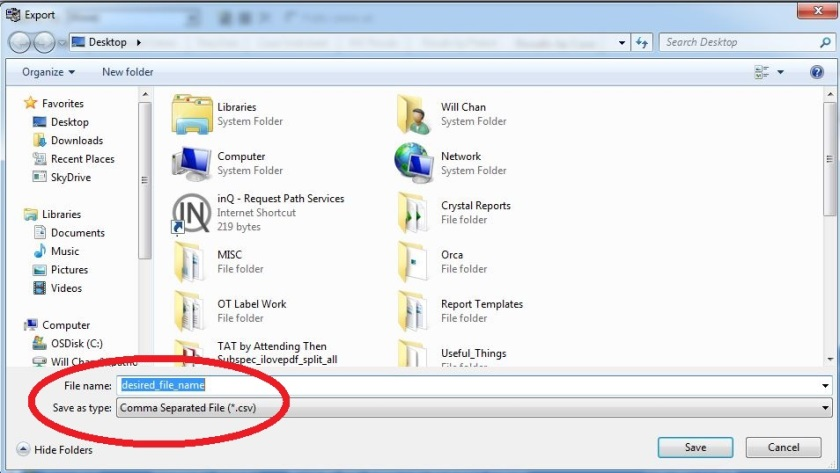 Export
Desktop
Search Desktop
Organize
New folder
Favorites
Desktop
Downloads
Recent Places
SkyDrive
Libraries
Documents
Music
Pictures
Videos
Computer
OSDisk (C:)
Will Chan
Libraries
System Folder
Will Chan
System Folder
Computer
System Folder
Network
System Folder
IN
inQ - Request Path Services
Internet Shortcut
219 bytes
Crystal Reports
File folder
MISC
File folder
Orca
File folder
OT Label Work
File folder
Report Templates
File folder
TAT by Attending Then
Subspec_ilovepdf_split_all
Useful_Things
File folder
File name: desired_file_name
Save as type: Comma Separated File (*.csv)
Hide Folders
Save
Cancel